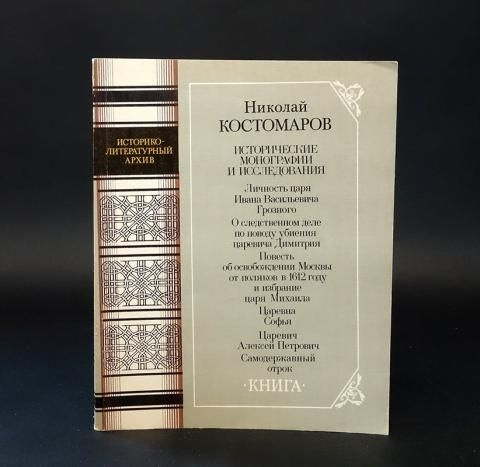 ИСТОРИКО-
ЛИТЕРАТУРНЫЙ
АРХИВ
Николай
КОСТОМАРОВ
ИСТОРИЧЕСКИЕ
МОНОГРАФИИ
И ИССЛЕДОВАНИЯ
Личность царя
Ивана Васильевича
Грозного
О следственном деле
по поводу убиения
царевича Димитрия
Повесть
об освобождении Москвы
от поляков в 1612 году
и избрание
царя Михаила
Царевна
Софья
Царевич
Алексей Петрович
Самодержавный
отрок
·КНИГА·